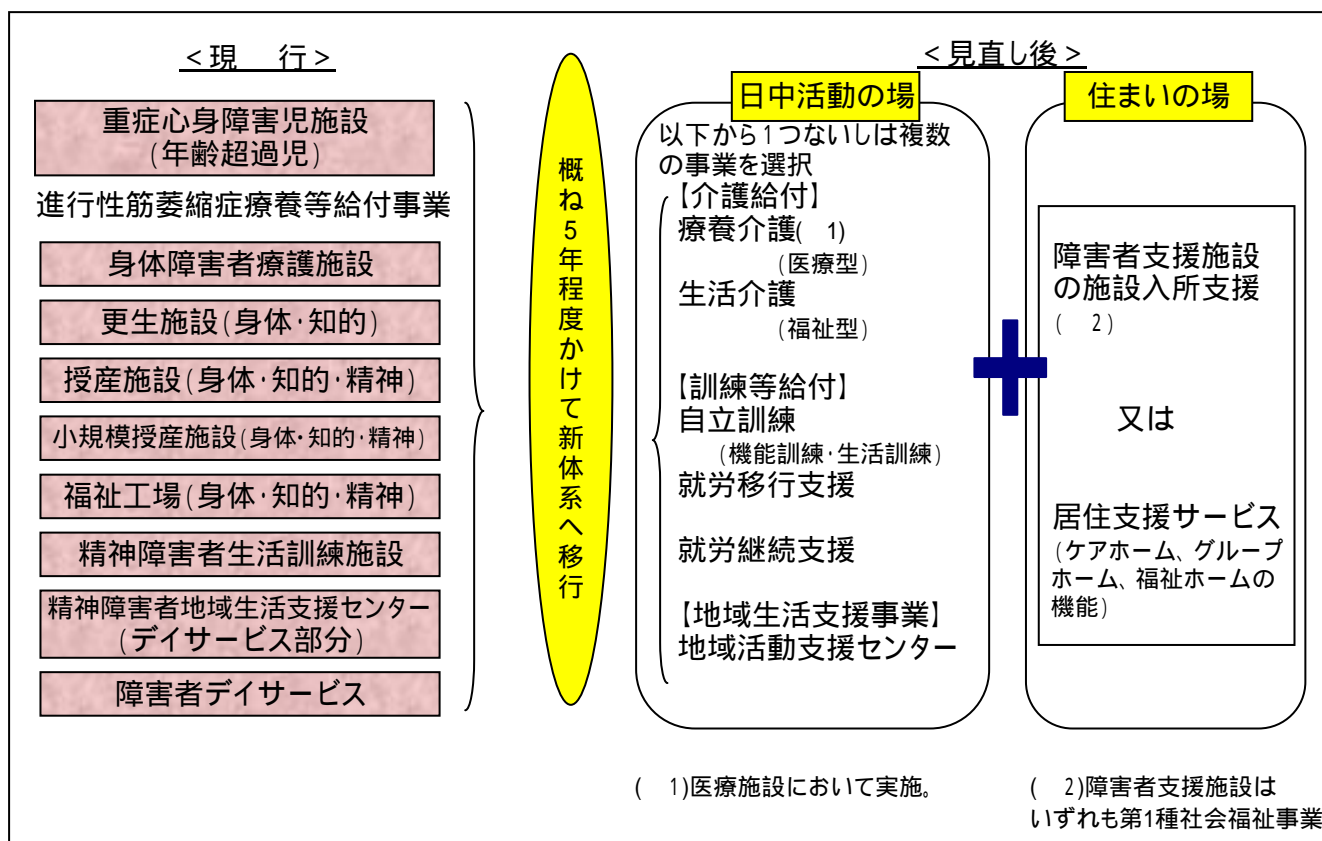 <現　行>
重症心身障害児施設
(年齢超過児)
進行性筋萎縮症療養等給付事業
身体障害者療護施設
更生施設(身体・知的)
授産施設(身体・知的・精神)
小規模授産施設(身体・知的・精神)
福祉工場(身体・知的・精神)
精神障害者生活訓練施設
精神障害者地域生活支援センター
(デイサービス部分)
障害者デイサービス
概ね5年程度かけて新体系へ移行
<見直し後>
日中活動の場
以下から1つないしは複数
の事業を選択
【介護給付】
療養介護(　1)
(医療型)
生活介護
(福祉型)
【訓練等給付】
自立訓練
(機能訓練・生活訓練)
就労移行支援
就労継続支援
【地域生活支援事業】
地域活動支援センター
(　1)医療施設において実施。
住まいの場
障害者支援施設
の施設入所支援
(　2)
又は
居住支援サービス
(ケアホーム、グループ
ホーム、福祉ホームの
機能)
(　2)障害者支援施設は
いずれも第1種社会福祉事業